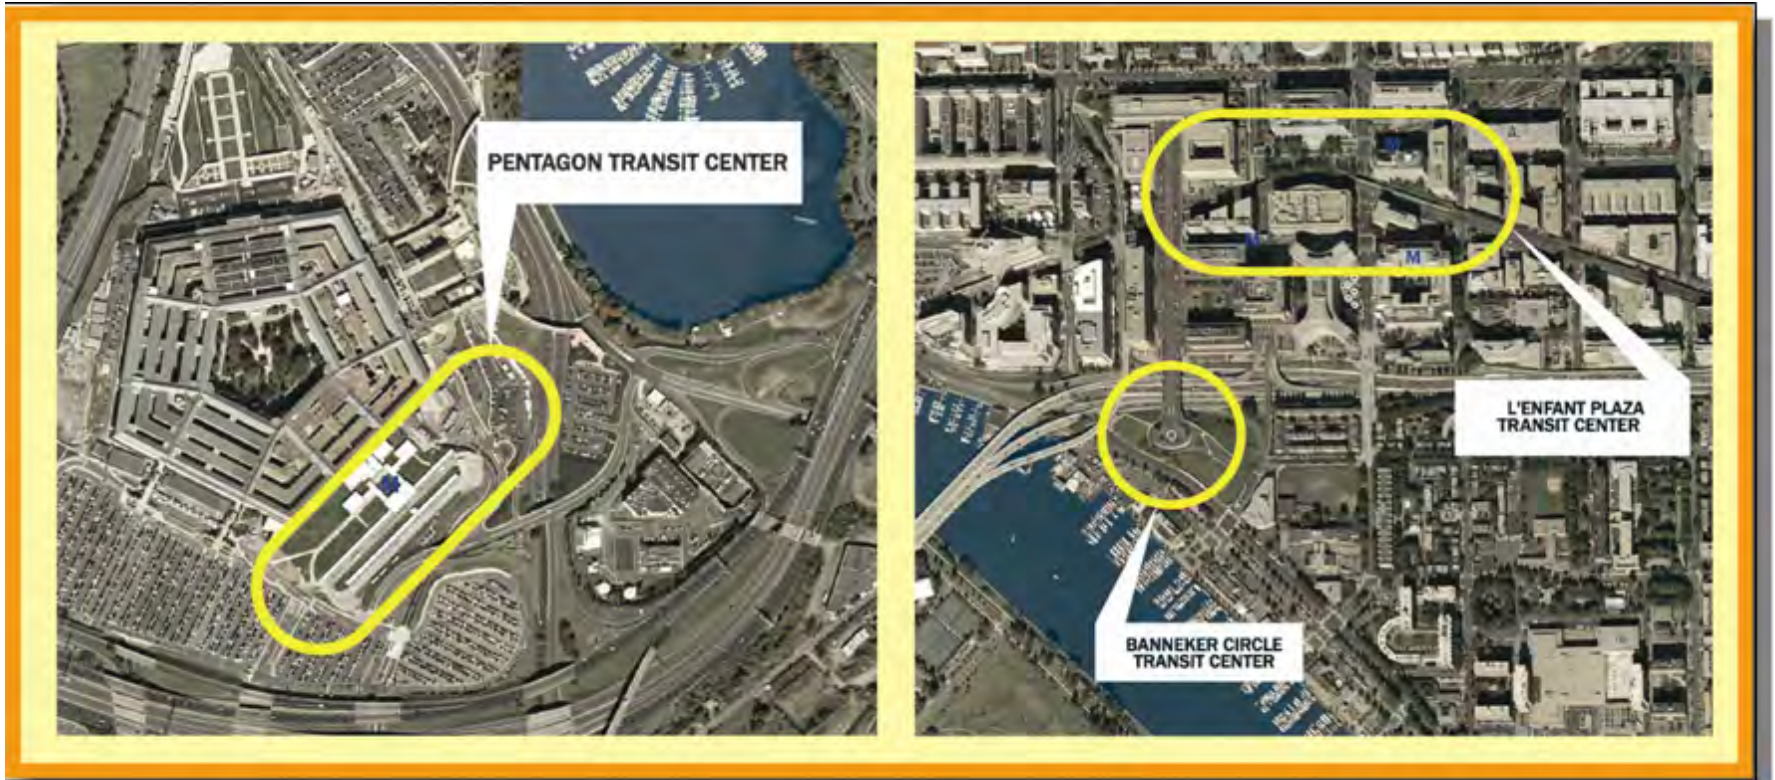 PENTAGON TRANSIT CENTER
M
M
M
L'ENFANT PLAZA
TRANSIT CENTER
BANNEKER CIRCLE
TRANSIT CENTER